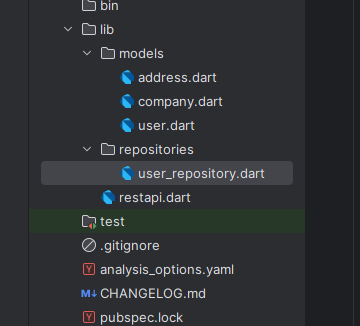 bin
lib
models
address.dart
company.dart
user.dart
repositories
user_repository.dart
restapi.dart
test
.gitignore
analysis_options.yaml
CHANGELOG.md
pubspec.lock